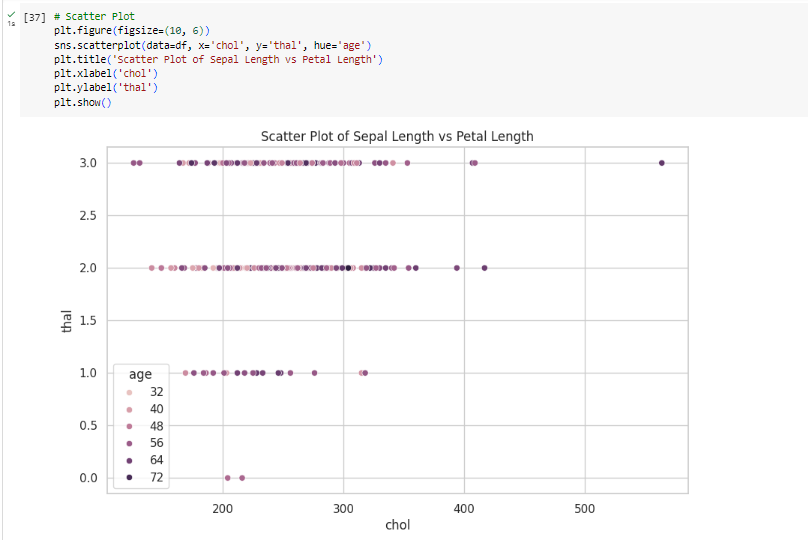 [37] # Scatter Plot
1s
plt.figure(figsize=(10, 6))
sns.scatterplot(data=df, x='chol', y='thal', hue='age')
plt.title('Scatter Plot of Sepal Length vs Petal Length')
plt.xlabel('chol')
plt.ylabel('thal')
plt.show()
Scatter Plot of Sepal Length vs Petal Length
3.0
2.5
2.0
1.5
1.0
0.5
0.0
thal
age
32
40
48
56
64
72
200 300 400 500
chol